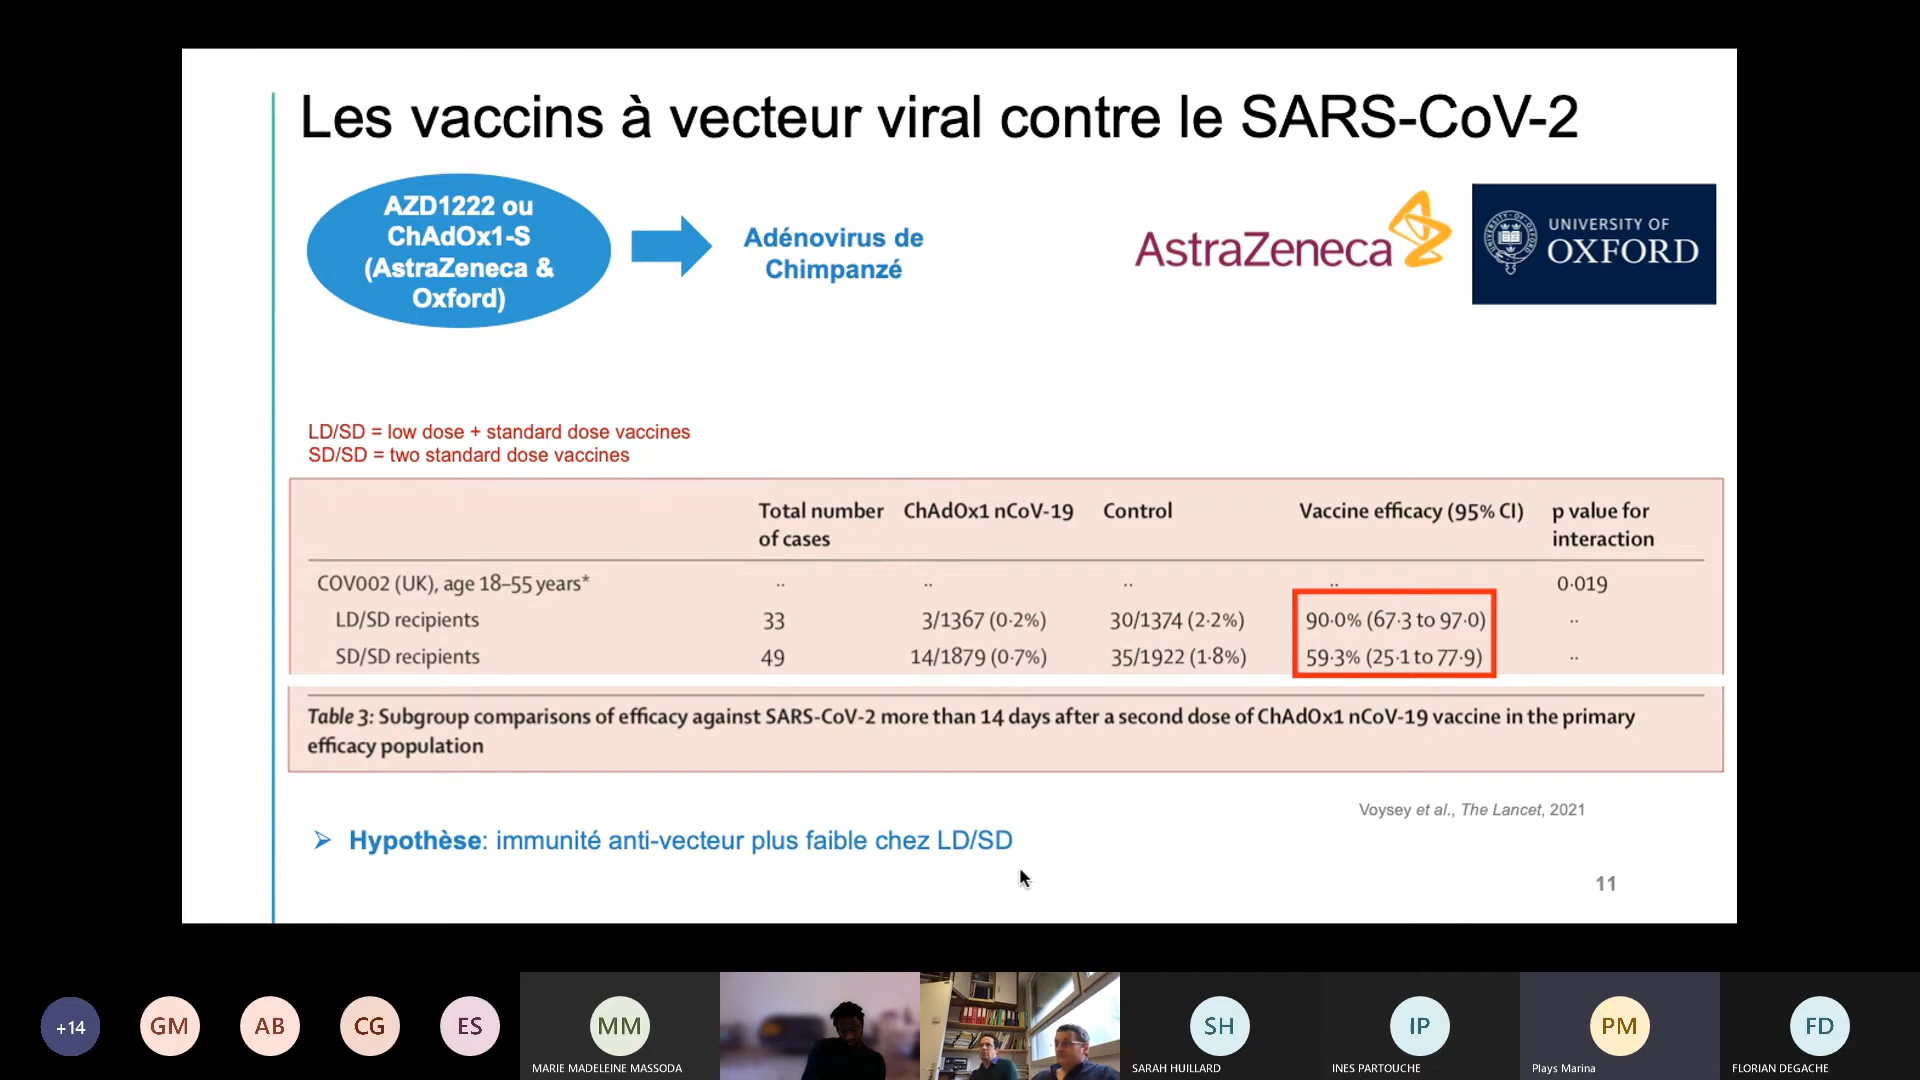 Les vaccins à vecteur viral contre le SARS-CoV-2
AZD1222 ou
ChAdOx1-S
(AstraZeneca &
Oxford)
Adénovirus de
Chimpanzé
AstraZeneca
UNIVERSITY OF
OXFORD
LD/SD = low dose + standard dose vaccines
SD/SD = two standard dose vaccines
Total number of cases ChAdOx1 nCoV-19 Control Vaccine efficacy (95% CI) p value for interaction
COV002 (UK), age 18–55 years* ·· ·· ·· ·· 0·019
LD/SD recipients 33 3/1367 (0·2%) 30/1374 (2·2%) 90·0% (67·3 to 97·0) ··
SD/SD recipients 49 14/1879 (0·7%) 35/1922 (1·8%) 59·3% (25·1 to 77·9) ··
Table 3: Subgroup comparisons of efficacy against SARS-CoV-2 more than 14 days after a second dose of ChAdOx1 nCoV-19 vaccine in the primary
efficacy population
Voysey et al., The Lancet, 2021
➢ Hypothèse: immunité anti-vecteur plus faible chez LD/SD
11
+14
GM
AB
CG
ES
MM
MARIE MADELEINE MASSODA
SH
SARAH HUILLARD
IP
INES PARTOUCHE
PM
Plays Marina
FD
FLORIAN DEGACHE